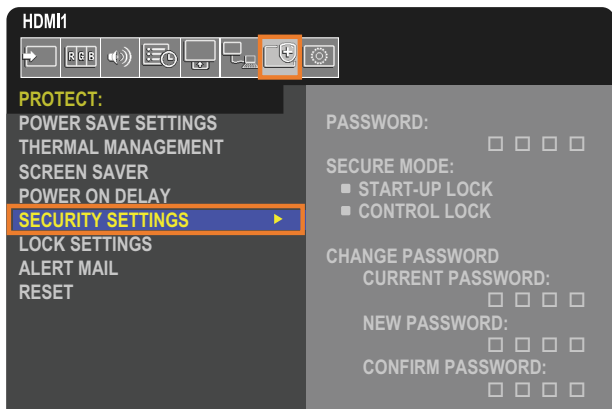 HDMI1
RGB
PROTECT:
POWER SAVE SETTINGS
THERMAL MANAGEMENT
SCREEN SAVER
POWER ON DELAY
SECURITY SETTINGS
LOCK SETTINGS
ALERT MAIL
RESET
PASSWORD:
SECURE MODE:
START-UP LOCK
CONTROL LOCK
CHANGE PASSWORD
CURRENT PASSWORD:
NEW PASSWORD:
CONFIRM PASSWORD: